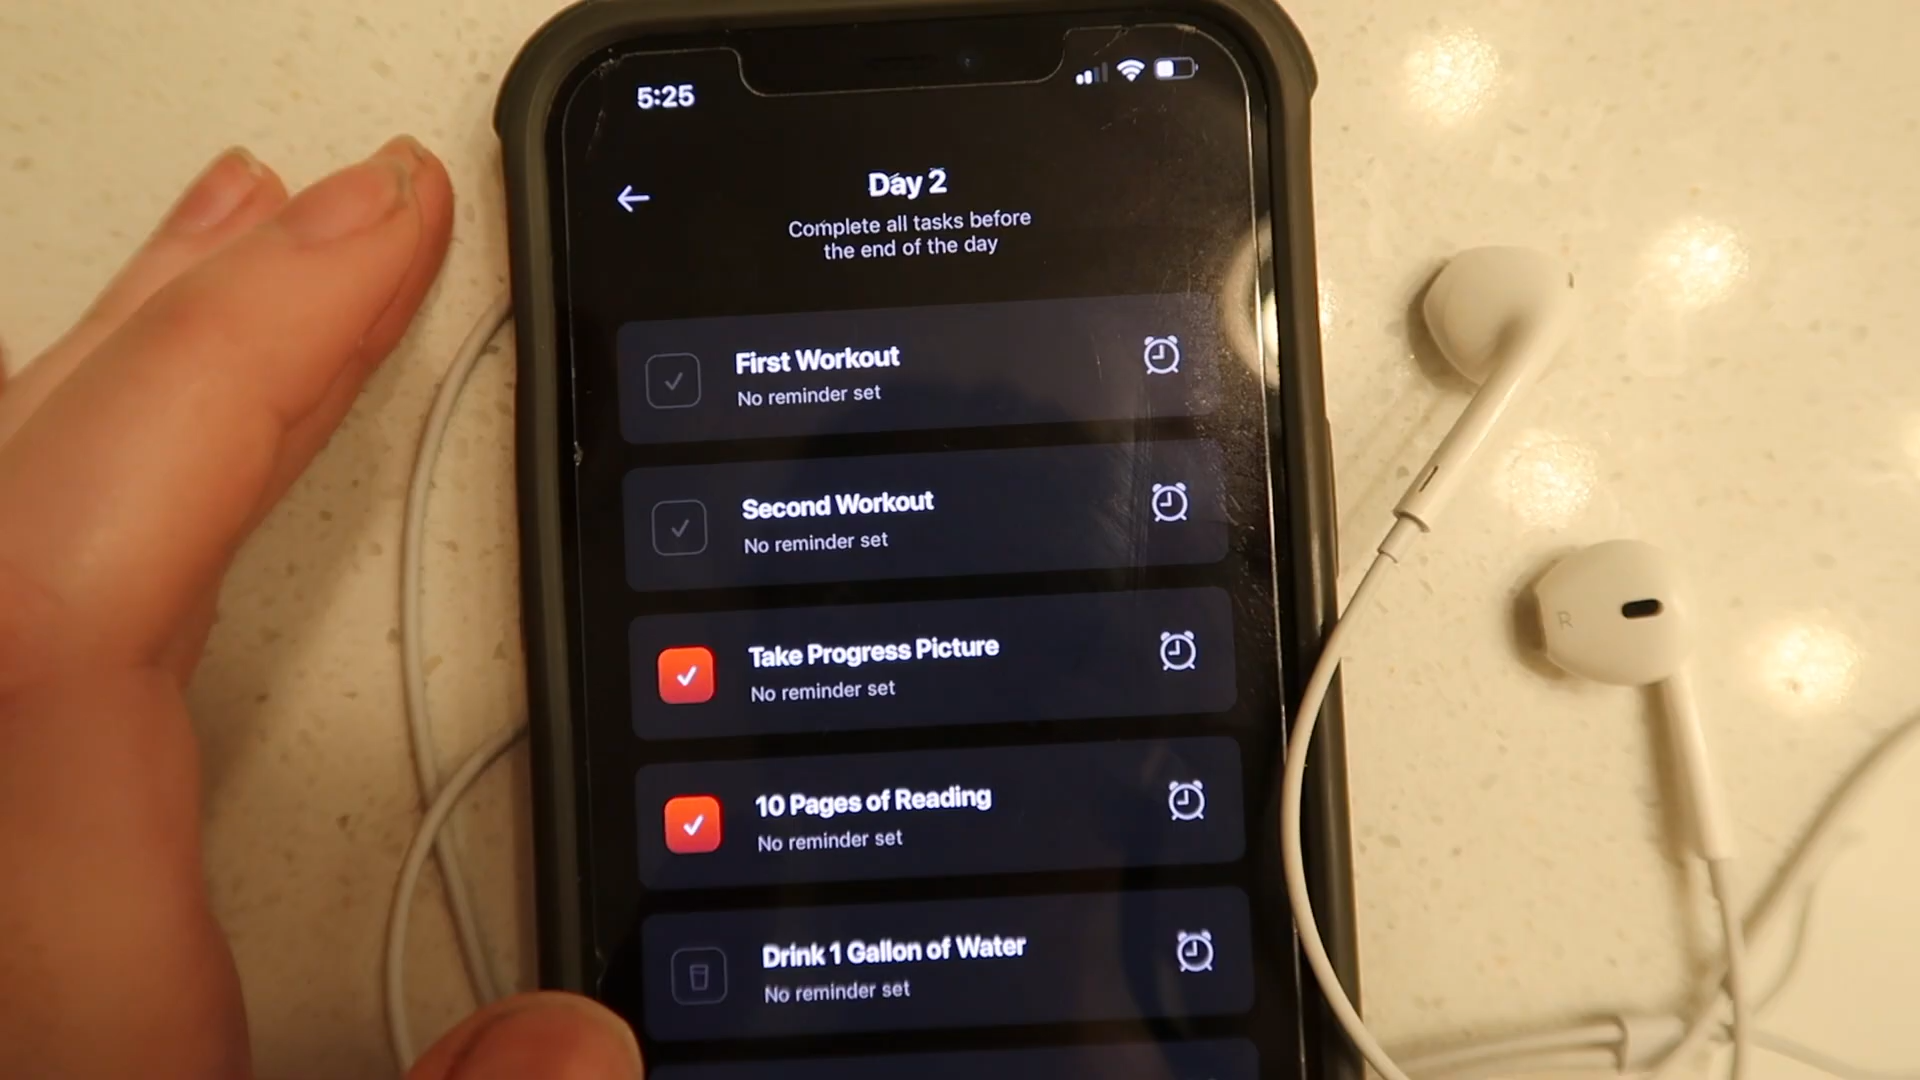 5:25
Day 2
Complete all tasks before
the end of the day
First Workout
No reminder set
Second Workout
No reminder set
Take Progress Picture
No reminder set
10 Pages of Reading
No reminder set
Drink 1 Gallon of Water
No reminder set
R